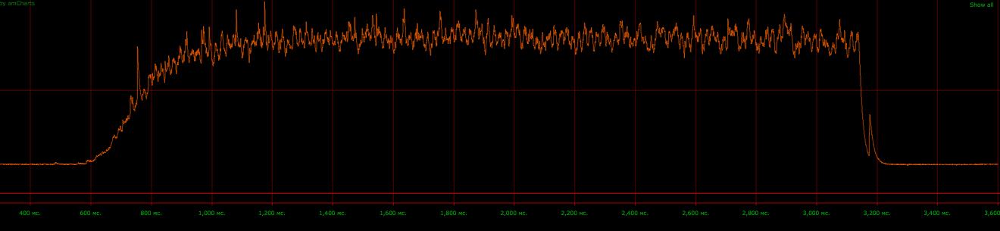 by amCharts
Show all
400 мс.
600 мс.
800 мс.
1,000 мс.
1,200 мс.
1,400 мс.
1,600 мс.
1,800 мс.
2,000 мс.
2,200 мс.
2,400 мс.
2,600 мс.
2,800 мс.
3,000 мс.
3,200 мс.
3,400 мс.
3,600